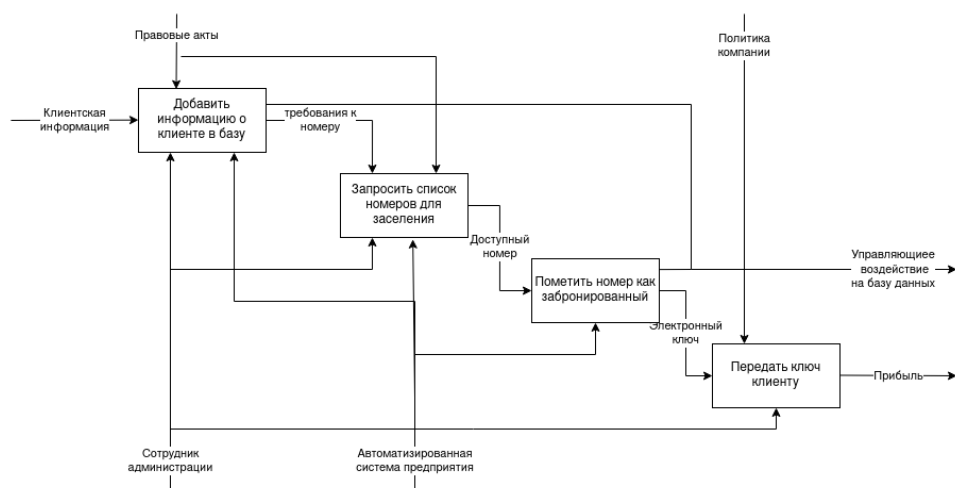 Правовые акты
Политика
компании
Клиентская
информация
Добавить
информацию о
клиенте в базу
требования к
номеру
Запросить список
номеров для
заселения
Доступный
номер
Пометить номер как
забронированный
Управляющиее
воздействие
на базу данных
Электронный
ключ
Передать ключ
клиенту
Прибыль
Сотрудник
администрации
Автоматизированная
система предприятия